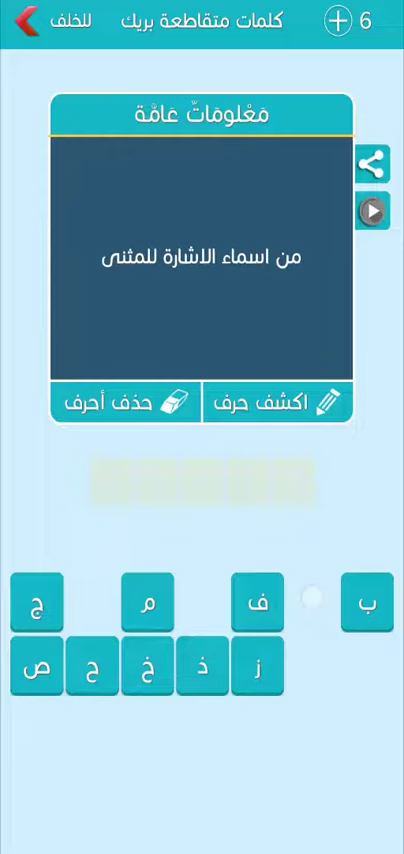 6 كلمات متقاطعة بريك للخلف
مَعْلومَاتّ عَامَّة
من اسماء الاشارة للمثنى
اكشف حرف حذف أحرف
ب ف م ج
ز ذ خ ح ص